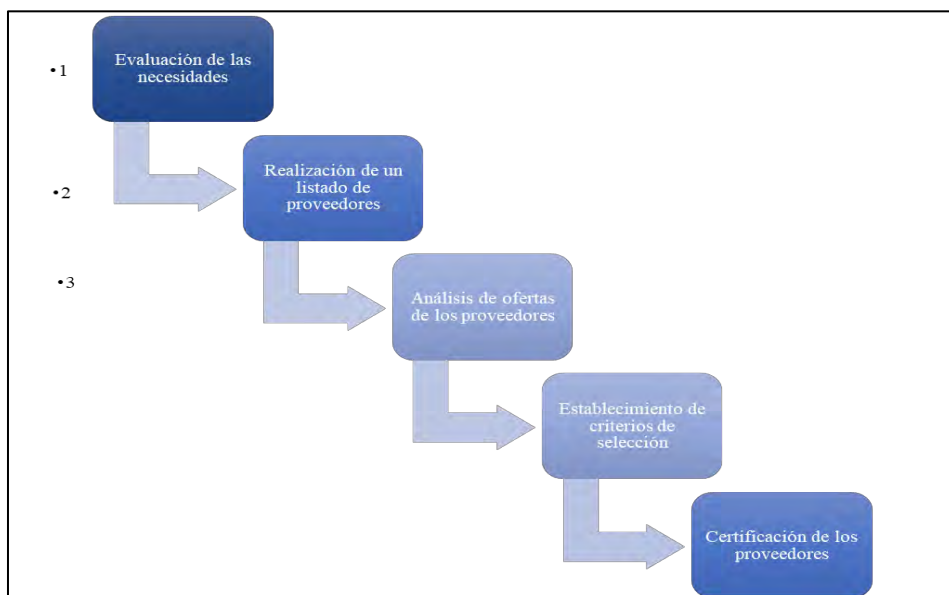 •1
Evaluación de las
necesidades
•2
Realización de un
listado de
proveedores
•3
Análisis de ofertas
de los proveedores
Establecimiento de
criterios de
selección
Certificación de los
proveedores